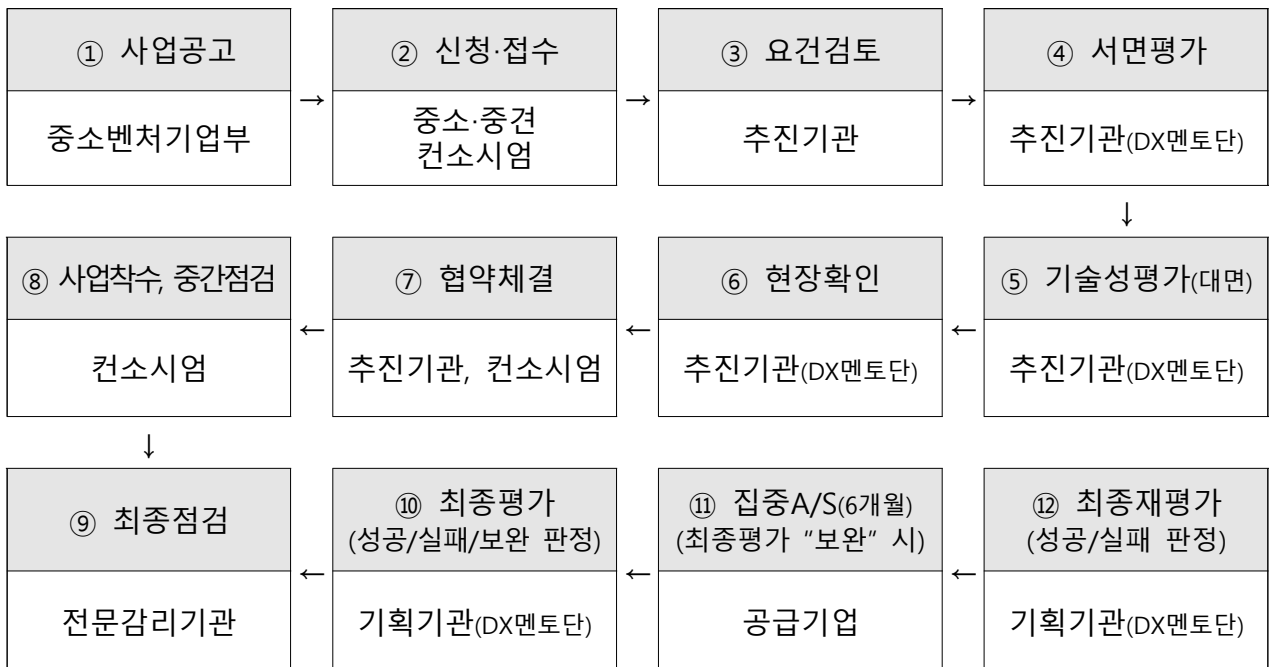 ① 사업공고
중소벤처기업부
→
② 신청·접수
중소·중견
컨소시엄
→
③ 요건검토
추진기관
→
④ 서면평가
추진기관(DX멘토단)
↓
⑧ 사업착수, 중간점검
컨소시엄
←
⑦ 협약체결
추진기관, 컨소시엄
←
⑥ 현장확인
추진기관(DX멘토단)
←
⑤ 기술성평가(대면)
추진기관(DX멘토단)
↓
⑨ 최종점검
전문감리기관
←
⑩ 최종평가
(성공/실패/보완 판정)
기획기관(DX멘토단)
←
⑪ 집중A/S(6개월)
(최종평가 “보완” 시)
공급기업
←
⑫ 최종재평가
(성공/실패 판정)
기획기관(DX멘토단)